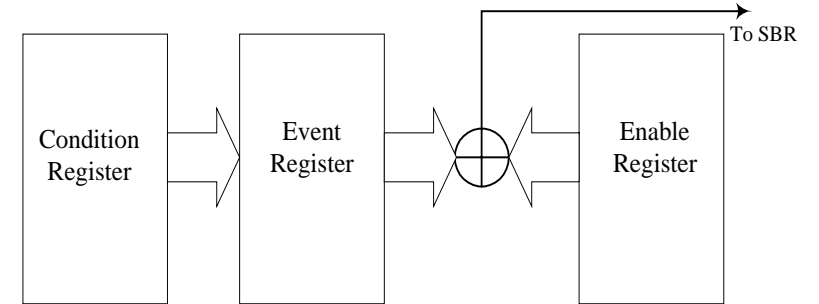 To SBR
Condition
Register
Event
Register
Enable
Register